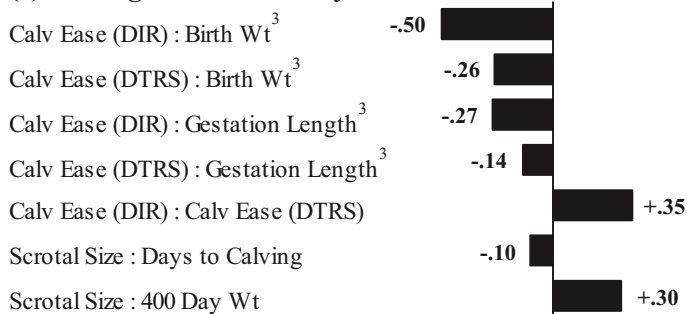 Calv Ease (DIR) : Birth Wt³ -.50
Calv Ease (DTRS) : Birth Wt³ -.26
Calv Ease (DIR) : Gestation Length³ -.27
Calv Ease (DTRS) : Gestation Length³ -.14
Calv Ease (DIR) : Calv Ease (DTRS) +.35
Scrotal Size : Days to Calving -.10
Scrotal Size : 400 Day Wt +.30